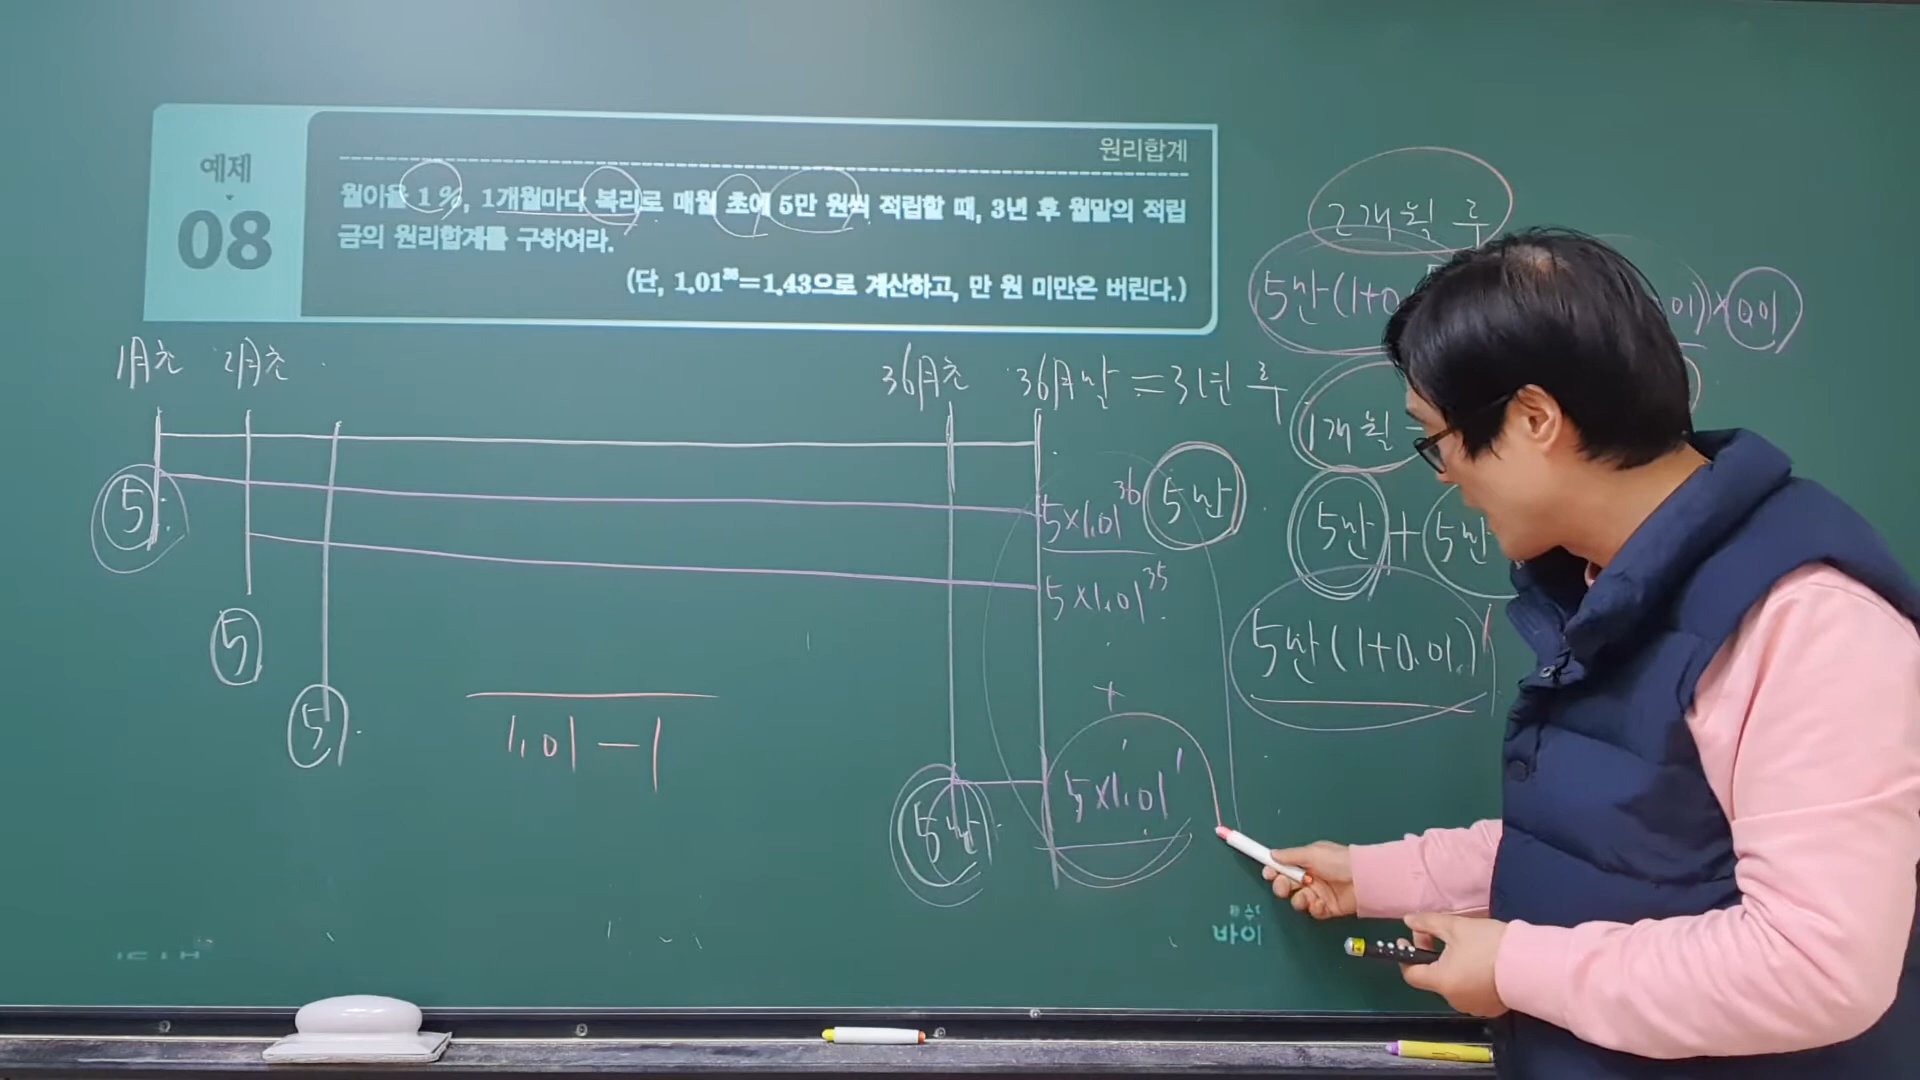 원리합계
예제
08
월이율 1%, 1개월마다 복리로 매월 초에 5만 원씩 적립할 때, 3년 후 월말의 적립
금의 원리합계를 구하여라.
(단, 1.01³⁶=1.43으로 계산하고, 만 원 미만은 버린다.)
1月초 2月초 36月초 36月말 = 3년 후
5 5×1.01³⁶ 5만
5×1.01³⁵
5
+
5
1.01-1
5만 5×1.01¹
2개월 후
5만(1+0 01)×0.01
1개월
5만+5만
5만(1+0.01)¹
바이